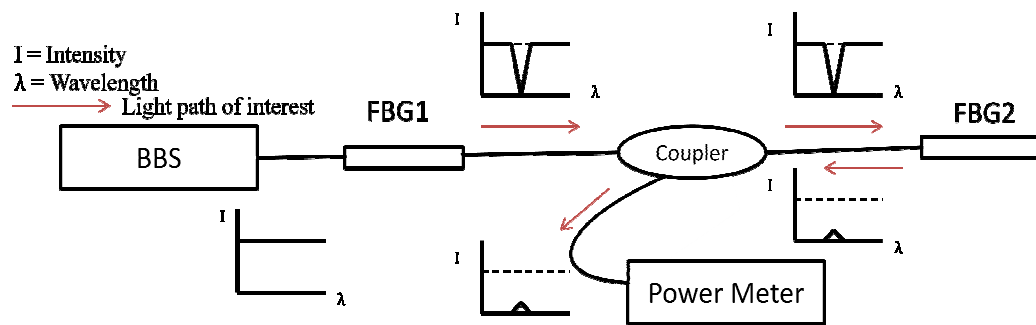 I = Intensity
λ = Wavelength
Light path of interest
BBS
FBG1
Coupler
FBG2
Power Meter
I
λ
I
λ
I
λ
I
λ
I